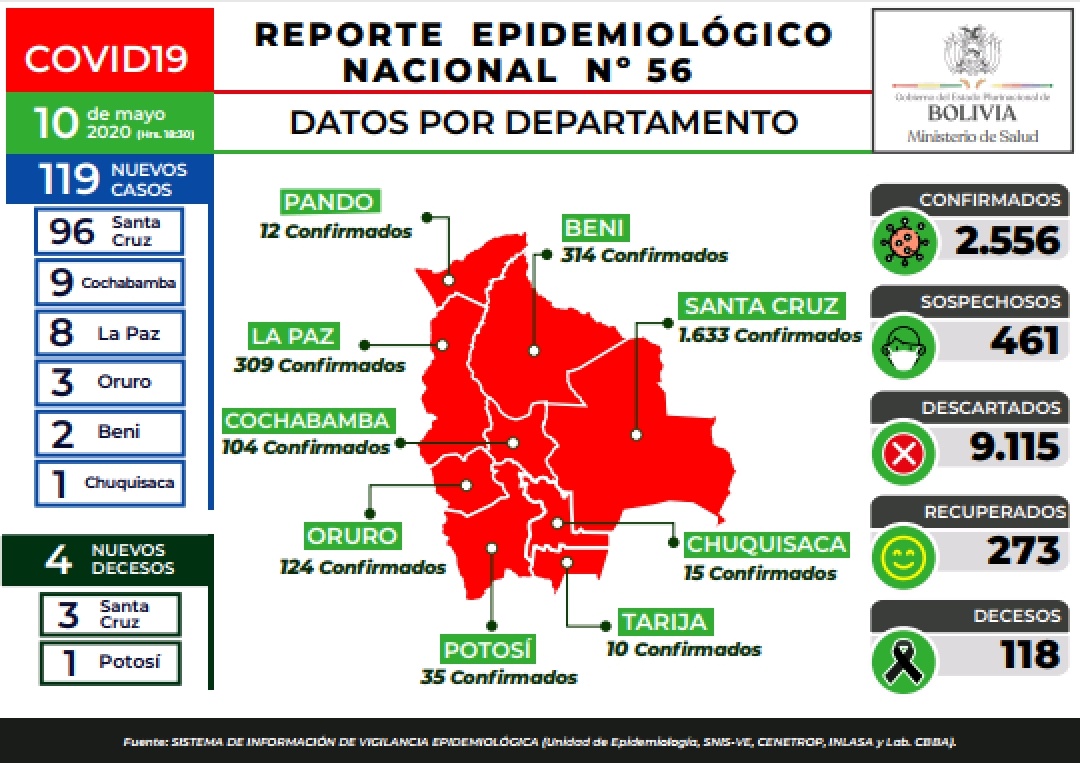 COVID19
10 de mayo
2020 (Hrs. 18:30)
REPORTE EPIDEMIOLÓGICO
NACIONAL Nº 56
DATOS POR DEPARTAMENTO
Gobierno del Estado Plurinacional de
BOLIVIA
Ministerio de Salud
119 NUEVOS
CASOS
96 Santa
Cruz
9 Cochabamba
8 La Paz
3 Oruro
2 Beni
1 Chuquisaca
4 NUEVOS
DECESOS
3 Santa
Cruz
1 Potosí
PANDO
12 Confirmados
BENI
314 Confirmados
SANTA CRUZ
1.633 Confirmados
LA PAZ
309 Confirmados
COCHABAMBA
104 Confirmados
ORURO
124 Confirmados
CHUQUISACA
15 Confirmados
TARIJA
10 Confirmados
POTOSÍ
35 Confirmados
CONFIRMADOS
2.556
SOSPECHOSOS
461
DESCARTADOS
9.115
RECUPERADOS
273
DECESOS
118
Fuente: SISTEMA DE INFORMACIÓN DE VIGILANCIA EPIDEMIOLÓGICA (Unidad de Epidemiología, SNIS-VE, CENETROP, INLASA y Lab. CBBA).